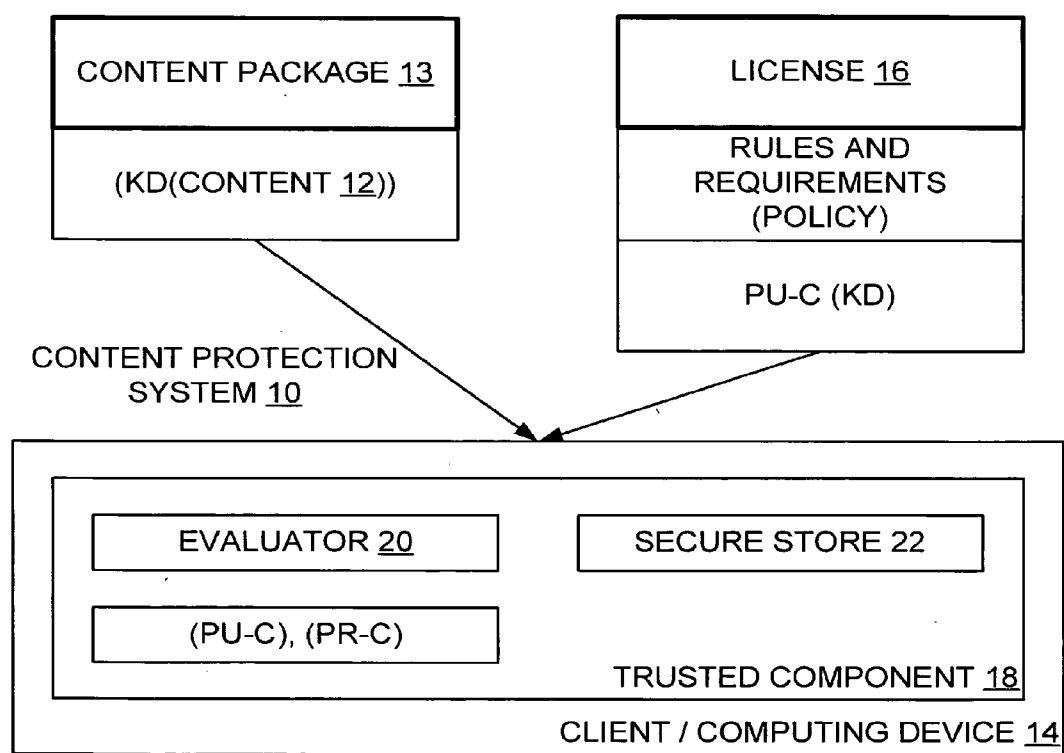 CONTENT PACKAGE 13
(KD(CONTENT 12))
LICENSE 16
RULES AND
REQUIREMENTS
(POLICY)
PU-C (KD)
CONTENT PROTECTION
SYSTEM 10
EVALUATOR 20
SECURE STORE 22
(PU-C), (PR-C)
TRUSTED COMPONENT 18
CLIENT / COMPUTING DEVICE 14